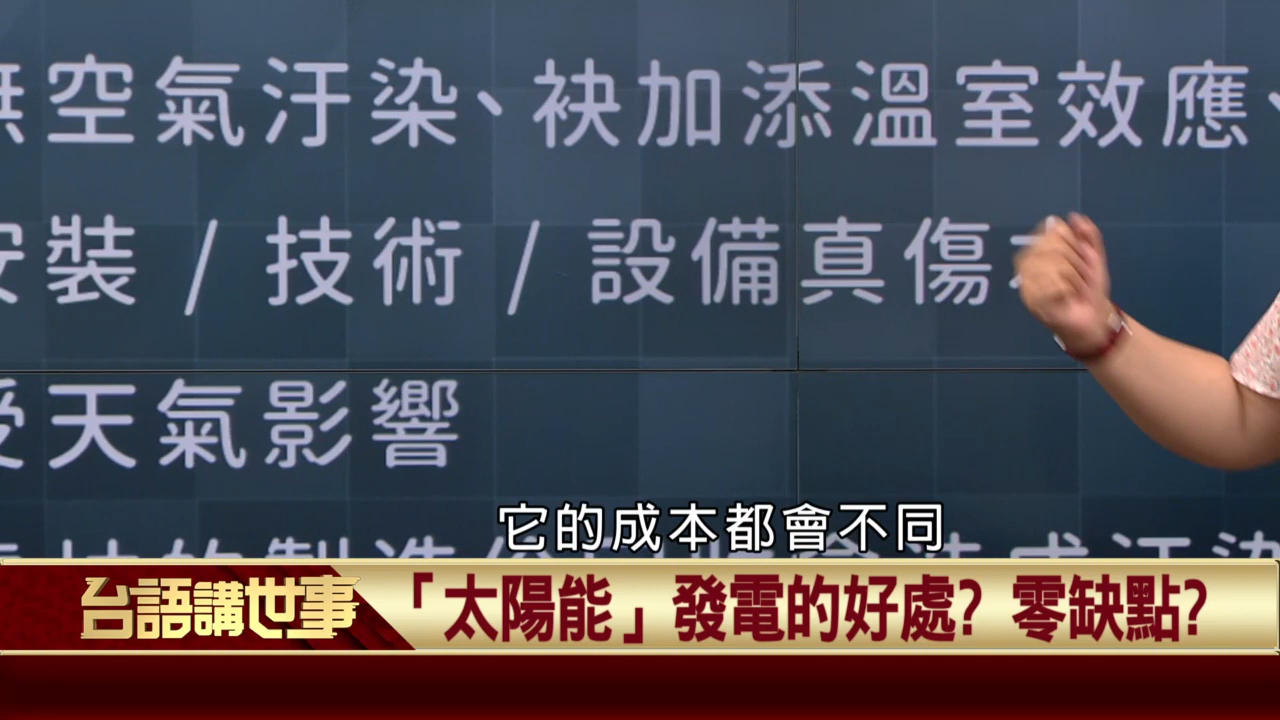 空氣汙染、袂加添溫室效應、
安裝 / 技術 / 設備真傷
受天氣影響
它的成本都會不同
台語講世事
「太陽能」發電的好處? 零缺點?